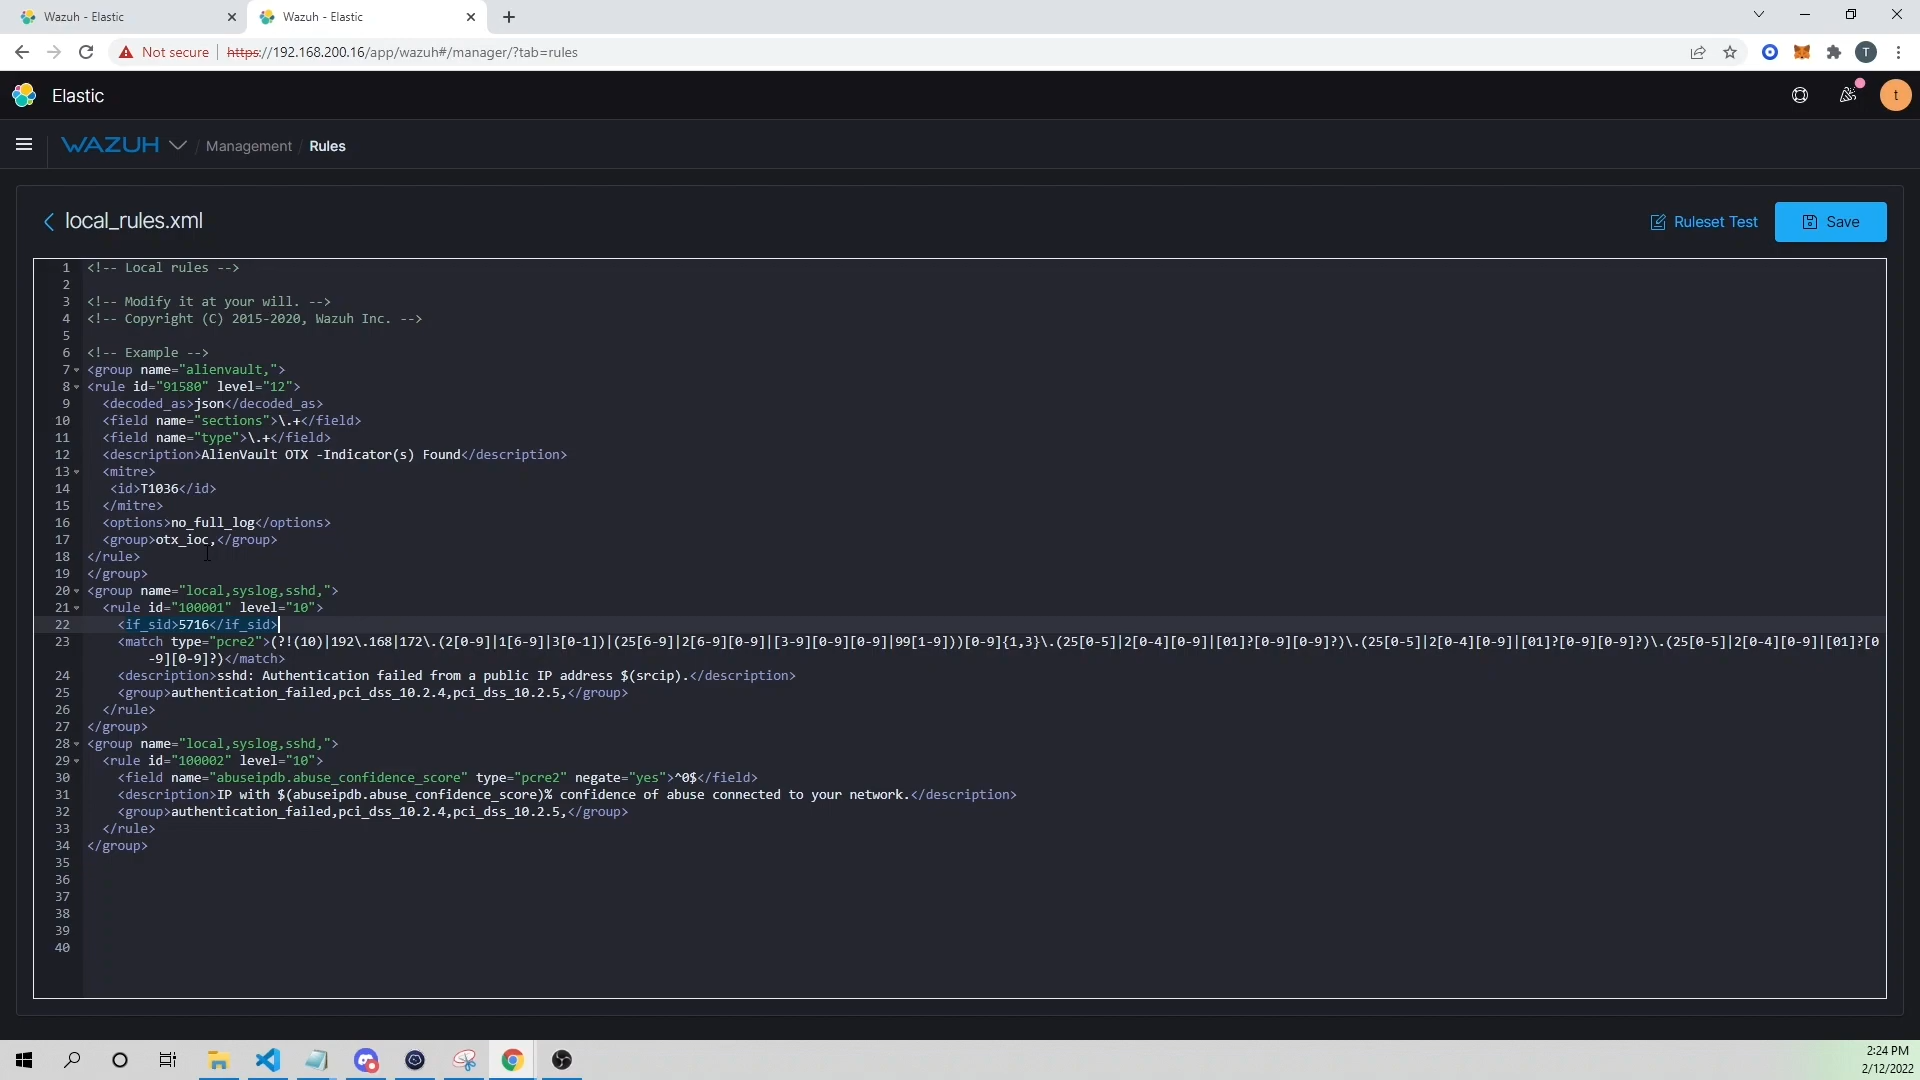 Wazuh - Elastic
Wazuh - Elastic
Not secure
https://192.168.200.16/app/wazuh#/manager/?tab=rules
T
Elastic
t
WAZUH / Management / Rules
local_rules.xml
Ruleset Test
Save
1 <!-- Local rules -->
2
3 <!-- Modify it at your will. -->
4 <!-- Copyright (C) 2015-2020, Wazuh Inc. -->
5
6 <!-- Example -->
7 <group name="alienvault,">
8 <rule id="91580" level="12">
9 <decoded_as>json</decoded_as>
10 <field name="sections">\.+</field>
11 <field name="type">\.+</field>
12 <description>AlienVault OTX -Indicator(s) Found</description>
13 <mitre>
14 <id>T1036</id>
15 </mitre>
16 <options>no_full_log</options>
17 <group>otx_ioc,</group>
18 </rule>
19 </group>
20 <group name="local,syslog,sshd,">
21 <rule id="100001" level="10">
22 <if_sid>5716</if_sid>
23 <match type="pcre2">(?!(10)|192\.168|172\.(2[0-9]|1[6-9]|3[0-1])|(25[6-9]|2[6-9][0-9]|[3-9][0-9][0-9]|99[1-9]))[0-9]{1,3}\.(25[0-5]|2[0-4][0-9]|[01]?[0-9][0-9]?)\.(25[0-5]|2[0-4][0-9]|[01]?[0-9][0-9]?)\.(25[0-5]|2[0-4][0-9]|[01]?[0
-9][0-9]?)</match>
24 <description>sshd: Authentication failed from a public IP address $(srcip).</description>
25 <group>authentication_failed,pci_dss_10.2.4,pci_dss_10.2.5,</group>
26 </rule>
27 </group>
28 <group name="local,syslog,sshd,">
29 <rule id="100002" level="10">
30 <field name="abuseipdb.abuse_confidence_score" type="pcre2" negate="yes">^0$</field>
31 <description>IP with $(abuseipdb.abuse_confidence_score)% confidence of abuse connected to your network.</description>
32 <group>authentication_failed,pci_dss_10.2.4,pci_dss_10.2.5,</group>
33 </rule>
34 </group>
35
36
37
38
39
40
2:24 PM
2/12/2022